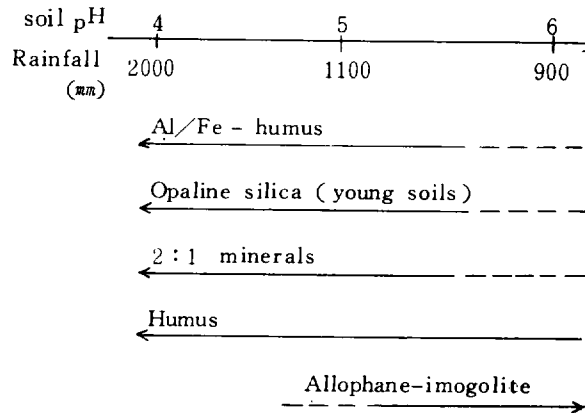 soil pH 4 5 6
Rainfall 2000 1100 900
(mm)
Al/Fe - humus
Opaline silica ( young soils )
2 : 1 minerals
Humus
Allophane-imogolite